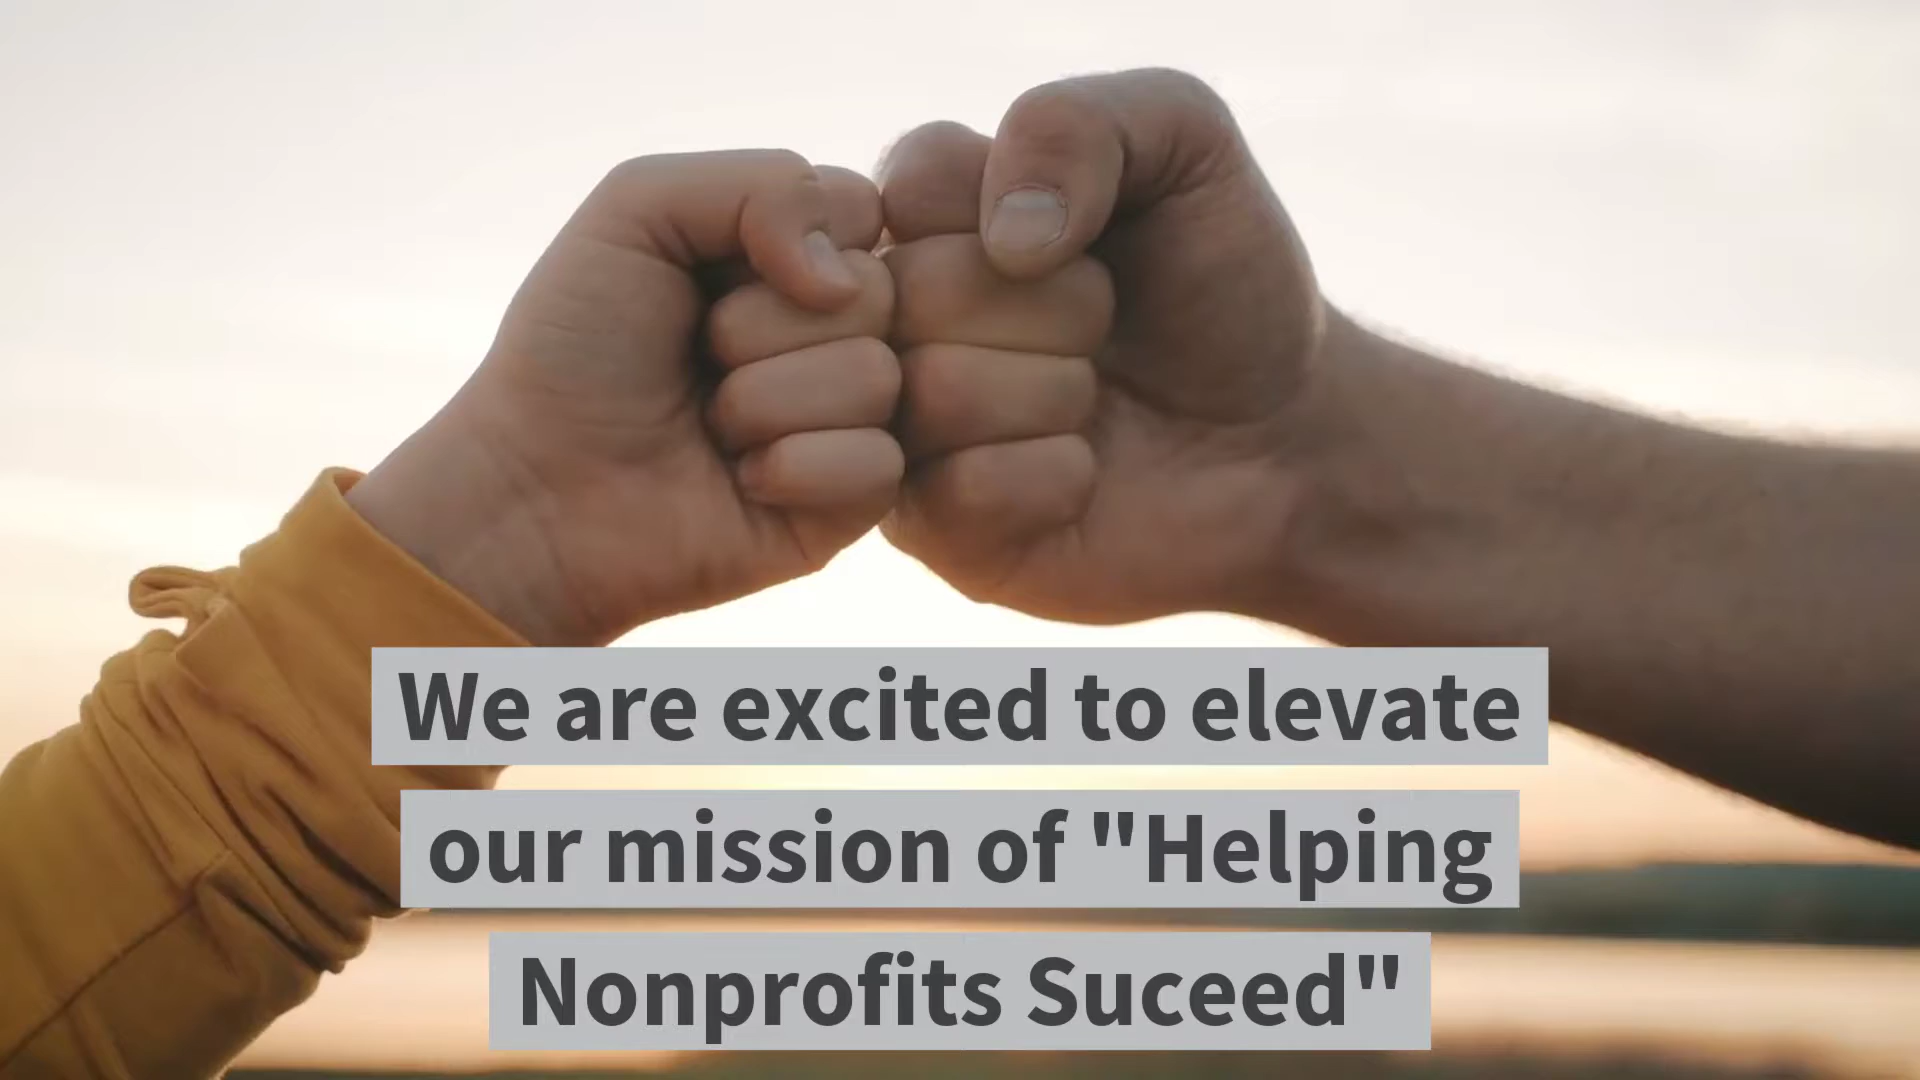 We are excited to elevate
our mission of "Helping
Nonprofits Suceed"